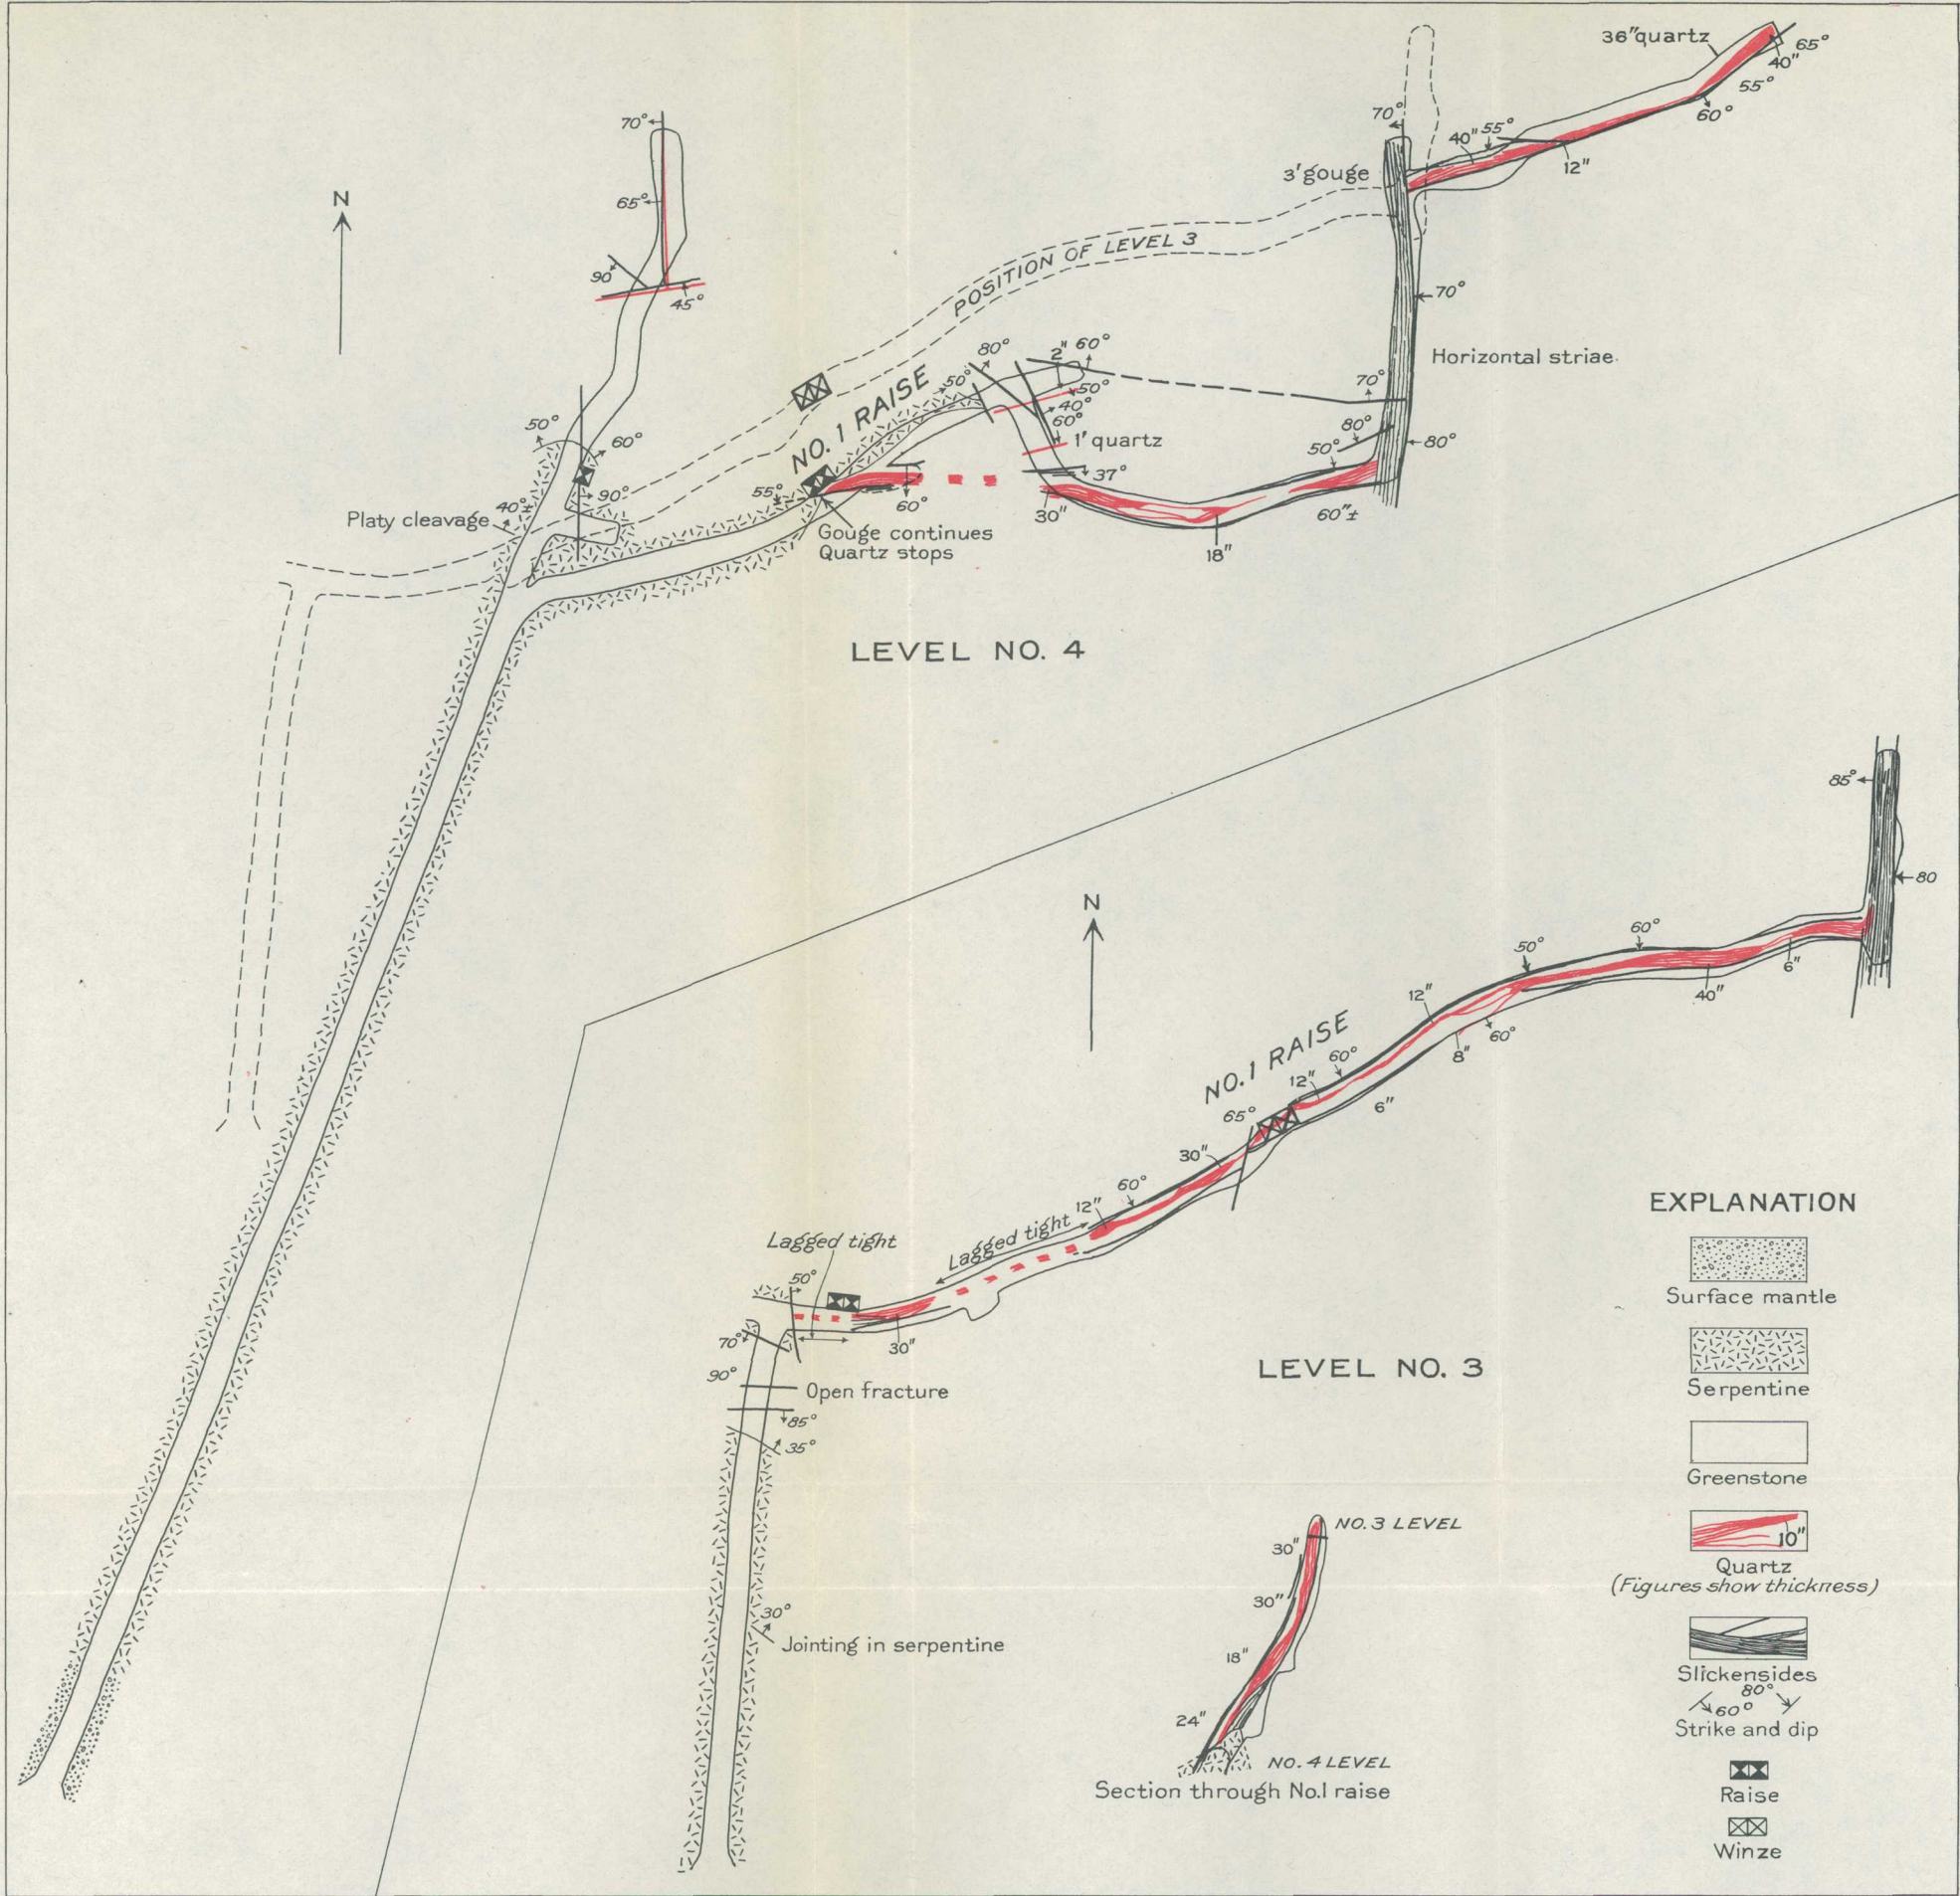 N
70°
65°
90
45°
50°
60°
90°
40°±
Platy cleavage
55°
NO. 1 RAISE
POSITION OF LEVEL 3
50°
80°
2"
60°
50°
40°
60°
1' quartz
37°
60°
30"
Gouge continues
Quartz stops
18"
60"±
50°
80°
70°
80°
Horizontal striae
70°
3' gouge
70°
40"
55°
12"
36" quartz
65°
40"
55°
60°
LEVEL NO. 4
N
85°
80
60°
50°
6"
40"
12"
60°
8"
NO. 1 RAISE
60°
12"
65°
6"
30"
60°
12"
Lagged tight
Lagged tight
50°
30"
70°
90°
Open fracture
85°
35°
30°
Jointing in serpentine
LEVEL NO. 3
NO. 3 LEVEL
30"
30"
18"
24"
NO. 4 LEVEL
Section through No.1 raise
EXPLANATION
Surface mantle
Serpentine
Greenstone
10"
Quartz
(Figures show thickness)
Slickensides
80°
60°
Strike and dip
Raise
Winze